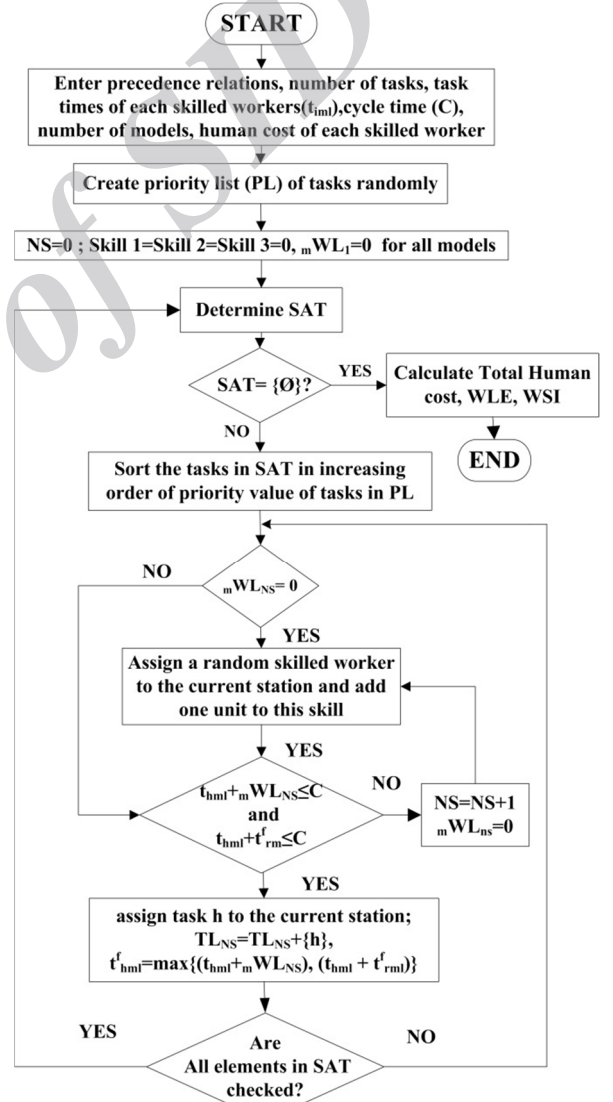 START
Enter precedence relations, number of tasks, task
times of each skilled workers(timl),cycle time (C),
number of models, human cost of each skilled worker
Create priority list (PL) of tasks randomly
NS=0 ; Skill 1=Skill 2=Skill 3=0, mWL1=0 for all models
Determine SAT
SAT= {Ø}?
YES
Calculate Total Human
cost, WLE, WSI
END
NO
Sort the tasks in SAT in increasing
order of priority value of tasks in PL
NO
mWLNS= 0
YES
Assign a random skilled worker
to the current station and add
one unit to this skill
YES
thml+mWLNS≤C
and
thml+tfrm≤C
NO
NS=NS+1
mWLns=0
YES
assign task h to the current station;
TLNS=TLNS+{h},
tfhml=max{(thml+mWLNS), (thml + tfrml)}
YES
Are
All elements in SAT
checked?
NO
of SID